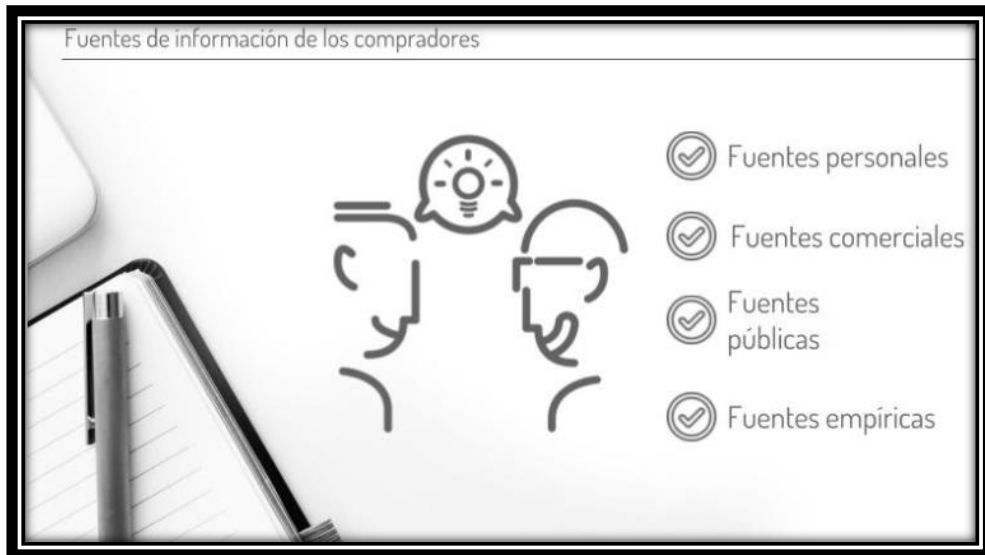 Fuentes de información de los compradores
Fuentes personales
Fuentes comerciales
Fuentes
públicas
Fuentes empíricas